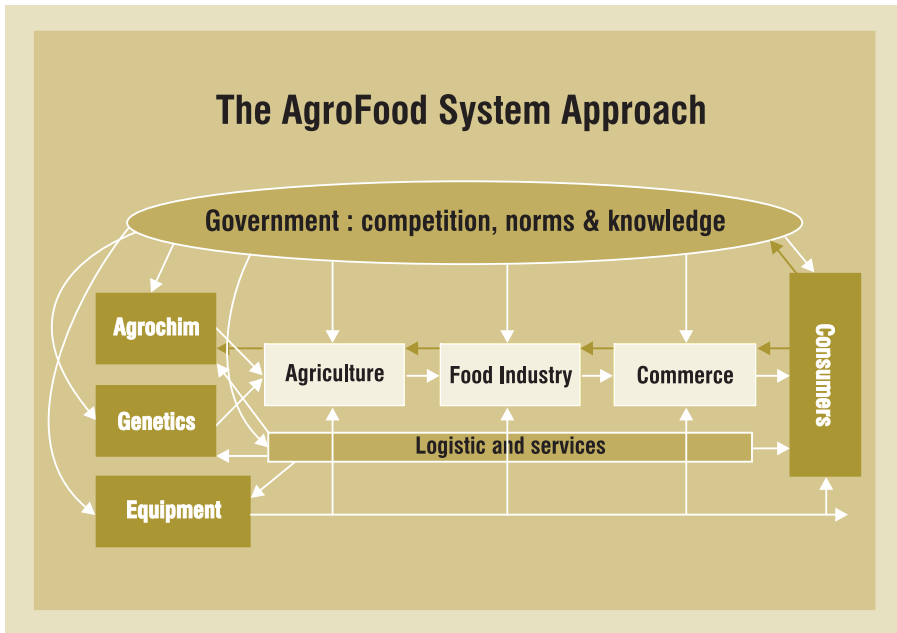 The AgroFood System Approach
Government : competition, norms & knowledge
Agrochim
Agriculture
Food Industry
Commerce
Consumers
Genetics
Logistic and services
Equipment